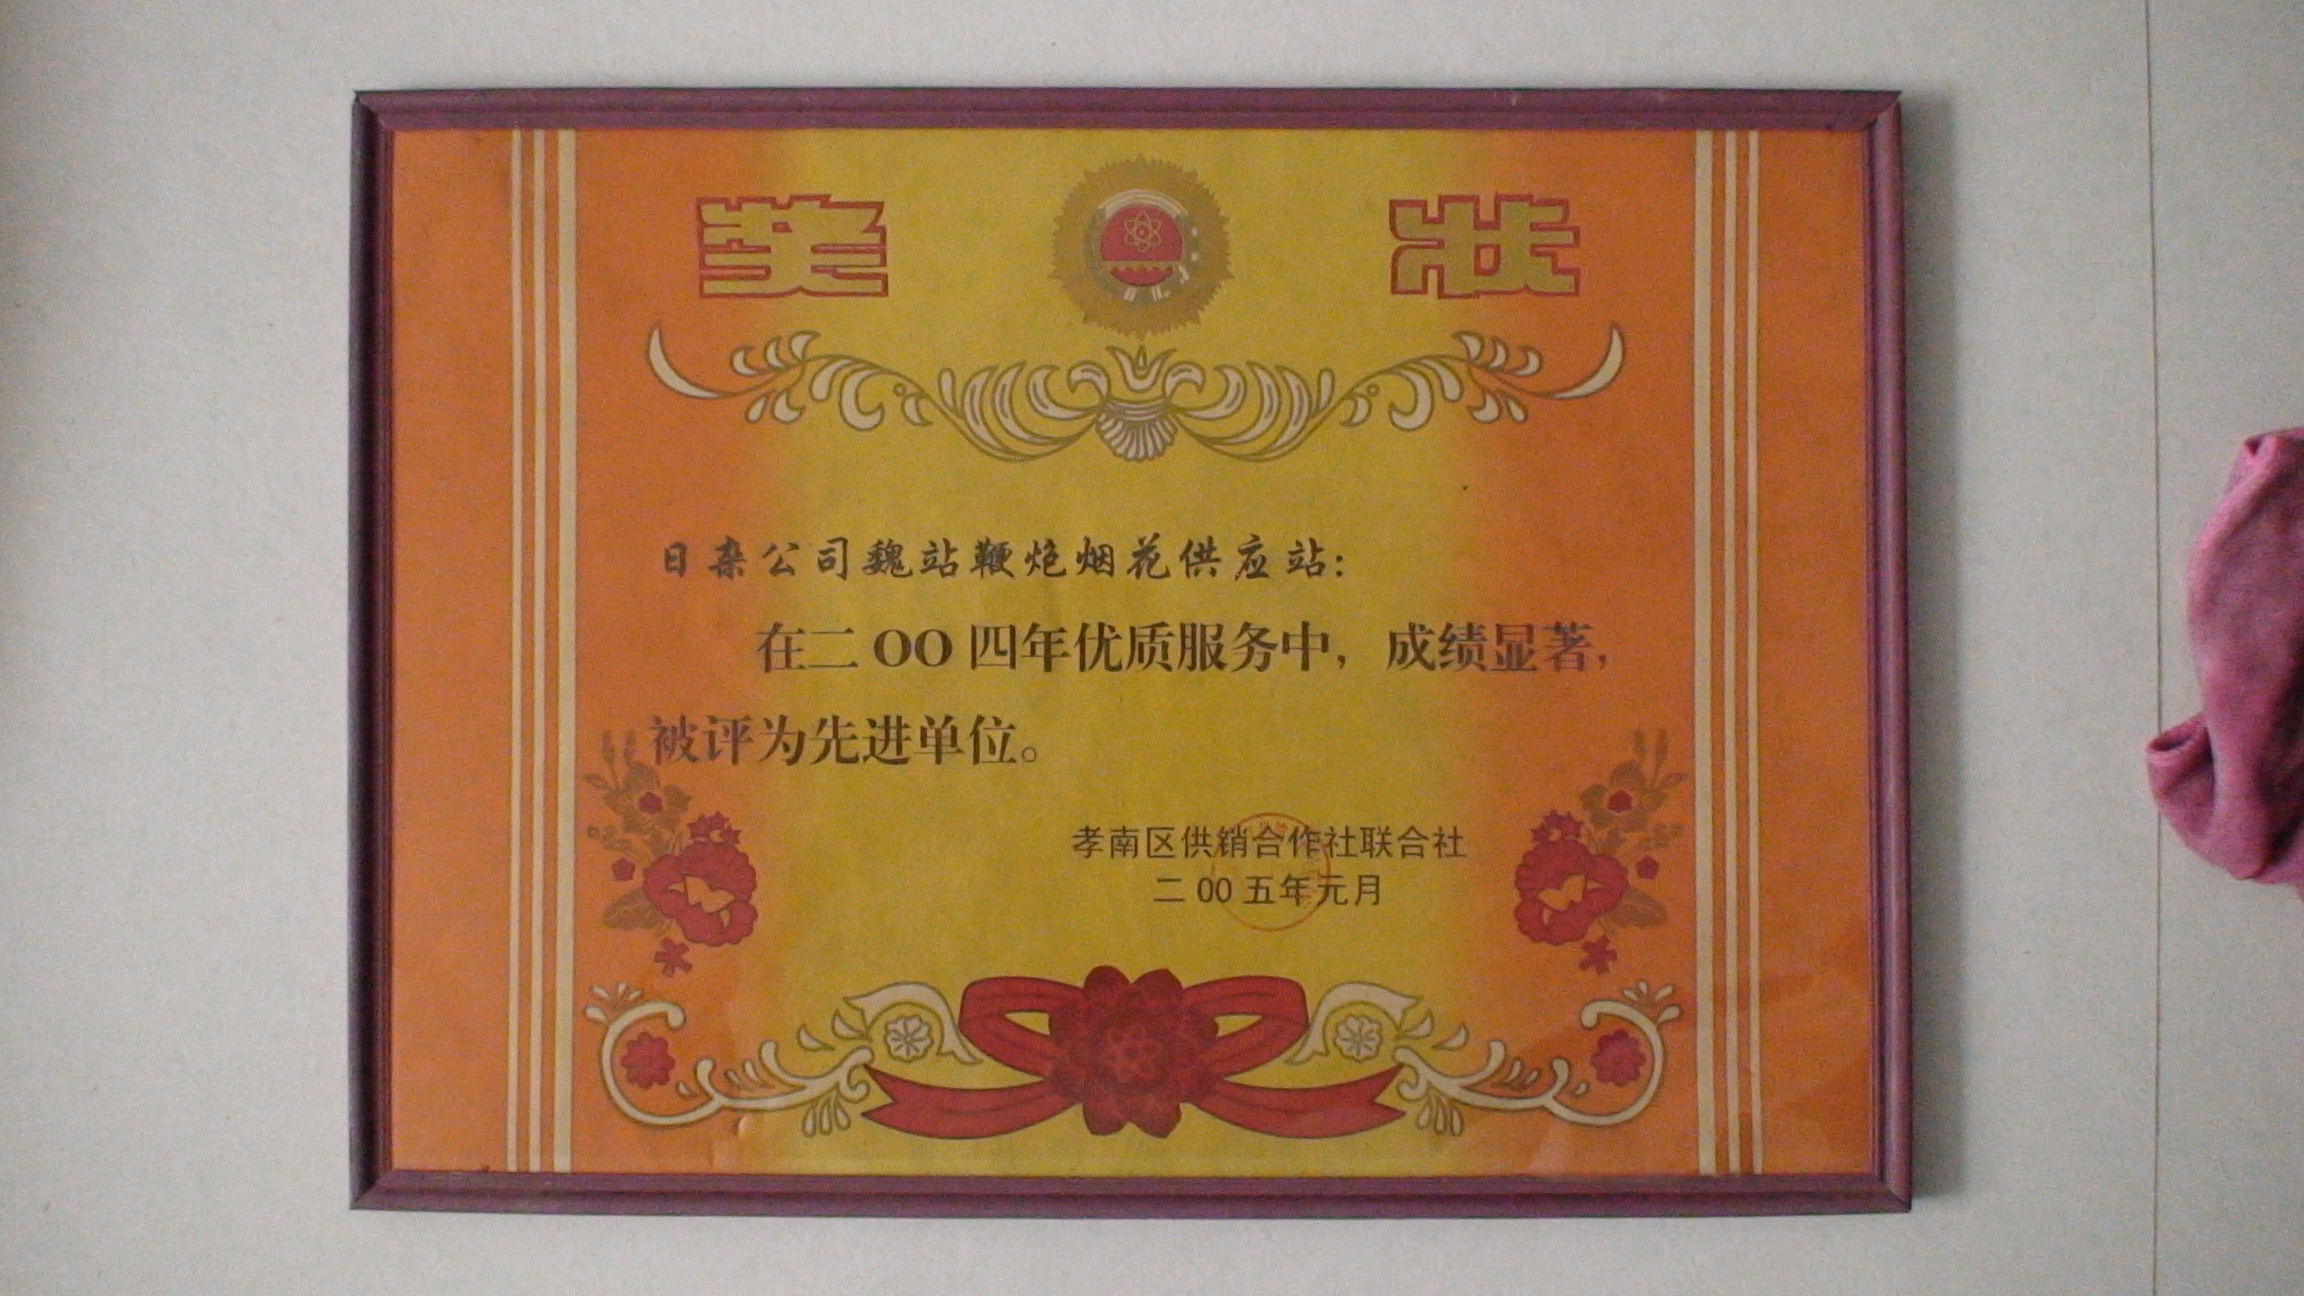 奖状
日杂公司魏站鞭炮烟花供应站：
在二OO四年优质服务中，成绩显著，
被评为先进单位。
孝南区供销合作社联合社
二00五年元月